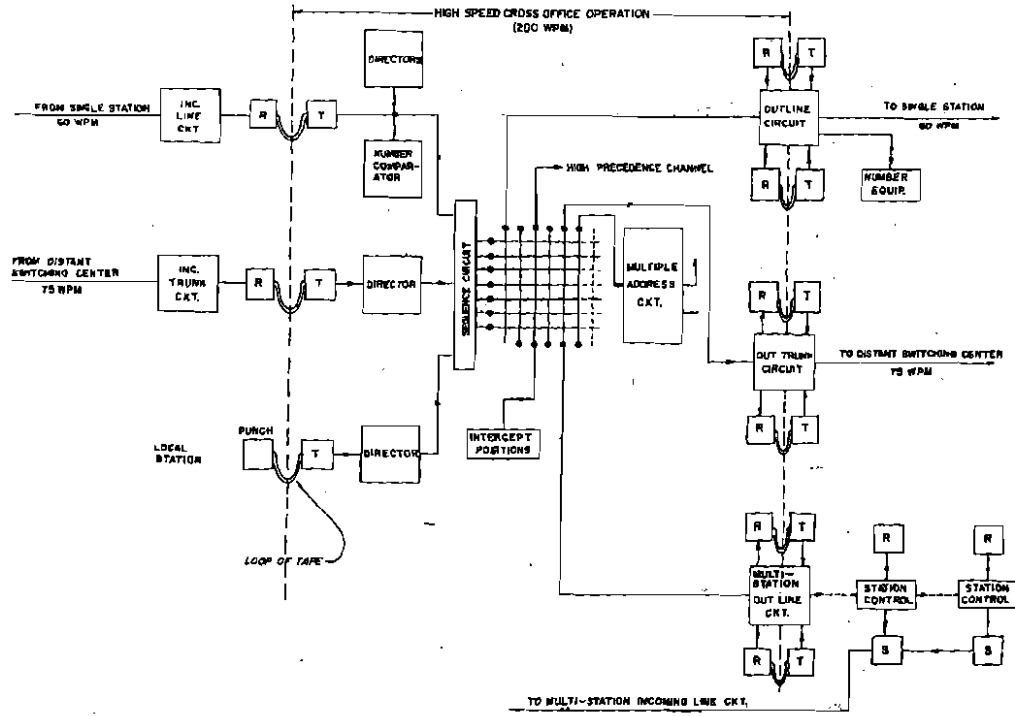 HIGH SPEED CROSS OFFICE OPERATION
(200 WPM)
DIRECTORS
R T
FROM SINGLE STATION
60 WPM
INC.
LINE
CKT.
R T
OUTLINE
CIRCUIT
TO SINGLE STATION
60 WPM
NUMBER
COMPAR-
ATOR
HIGH PRECEDENCE CHANNEL
R T
NUMBER
EQUIP.
FROM DISTANT
SWITCHING CENTER
75 WPM
INC.
TRUNK
CKT.
R T
DIRECTOR
SEQUENCE CIRCUIT
MULTIPLE
ADDRESS
CKT.
R T
OUT TRUNK
CIRCUIT
TO DISTANT SWITCHING CENTER
75 WPM
R T
LOCAL
STATION
PUNCH
T
DIRECTOR
INTERCEPT
POSITIONS
LOOP OF TAPE
R T
R R
MULTI-
STATION
OUT LINE
CKT.
STATION
CONTROL
STATION
CONTROL
R T
S S
TO MULTI-STATION INCOMING LINE CKT.